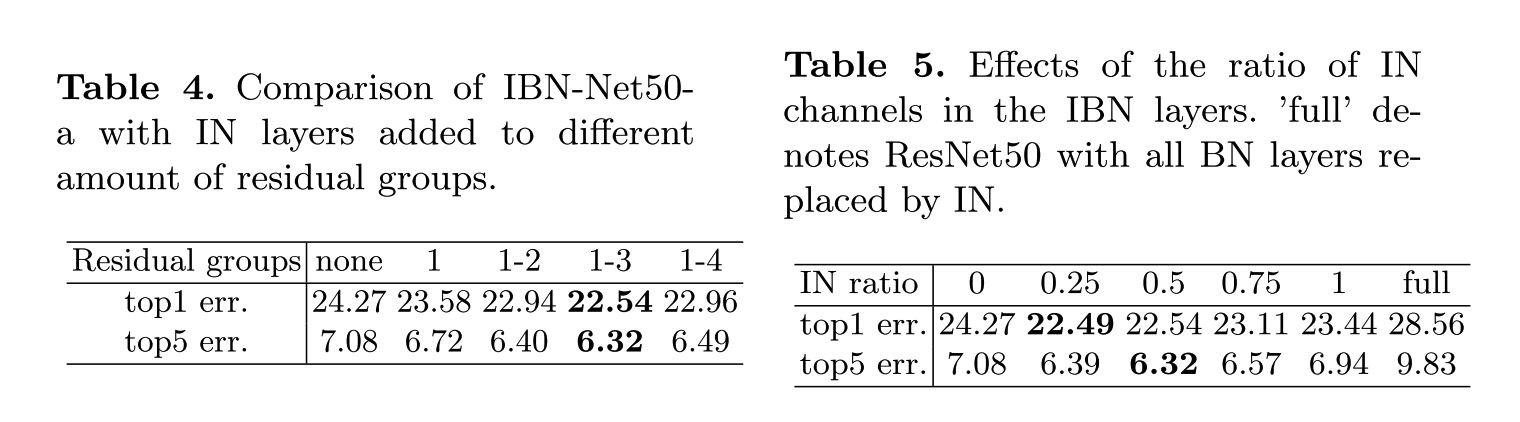 Table 4. Comparison of IBN-Net50-
a with IN layers added to different
amount of residual groups.
Residual groups none 1 1-2 1-3 1-4
top1 err. 24.27 23.58 22.94 22.54 22.96
top5 err. 7.08 6.72 6.40 6.32 6.49
Table 5. Effects of the ratio of IN
channels in the IBN layers. 'full' de-
notes ResNet50 with all BN layers re-
placed by IN.
IN ratio 0 0.25 0.5 0.75 1 full
top1 err. 24.27 22.49 22.54 23.11 23.44 28.56
top5 err. 7.08 6.39 6.32 6.57 6.94 9.83